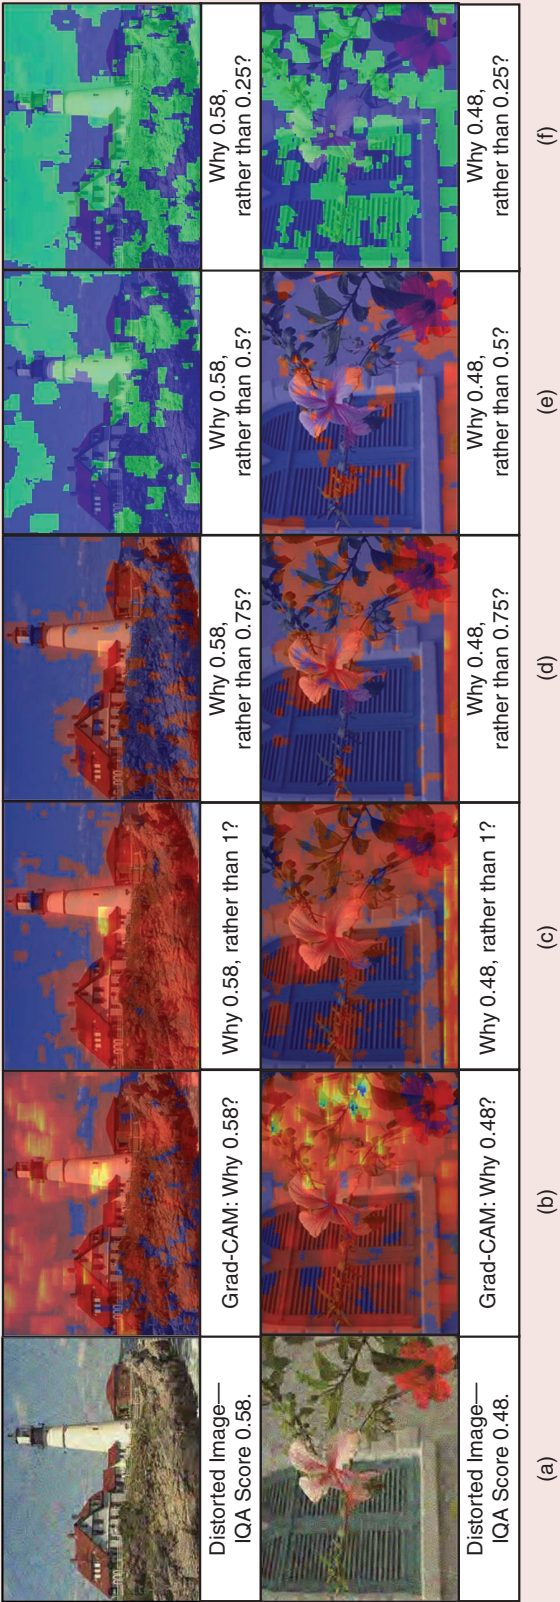 Distorted Image—
IQA Score 0.58.
Grad-CAM: Why 0.58?
Why 0.58, rather than 1?
Why 0.58,
rather than 0.75?
Why 0.58,
rather than 0.5?
Why 0.58,
rather than 0.25?
Distorted Image—
IQA Score 0.48.
Grad-CAM: Why 0.48?
Why 0.48, rather than 1?
Why 0.48,
rather than 0.75?
Why 0.48,
rather than 0.5?
Why 0.48,
rather than 0.25?
(a)
(b)
(c)
(d)
(e)
(f)